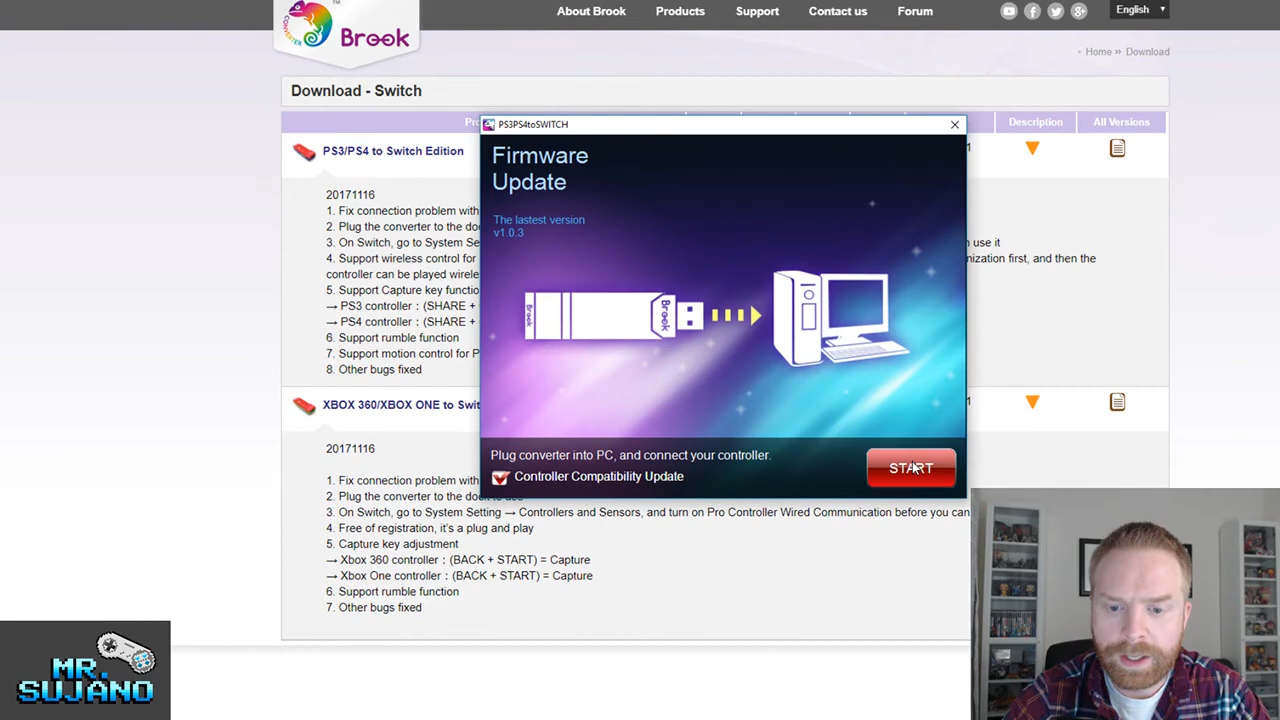 About Brook Products Support Contact us Forum English
CONVERTER Brook ™
Home » Download
Download - Switch
Description All Versions
PS3/PS4 to Switch Edition
20171116
1. Fix connection problem with
2. Plug the converter to the do
3. On Switch, go to System Se
n use it
4. Support wireless control for
nization first, and then the
controller can be played wirele
5. Support Capture key functio
→ PS3 controller : (SHARE +
→ PS4 controller : (SHARE +
6. Support rumble function
7. Support motion control for P
8. Other bugs fixed
PS3PS4toSWITCH
Firmware
Update
The lastest version
v1.0.3
Brook
Brook
Plug converter into PC, and connect your controller.
Controller Compatibility Update
START
XBOX 360/XBOX ONE to Swit
20171116
1. Fix connection problem with
2. Plug the converter to the dock to use
3. On Switch, go to System Setting → Controllers and Sensors, and turn on Pro Controller Wired Communication before you can
4. Free of registration, it's a plug and play
5. Capture key adjustment
→ Xbox 360 controller : (BACK + START) = Capture
→ Xbox One controller : (BACK + START) = Capture
6. Support rumble function
7. Other bugs fixed
MR.
SUJANO